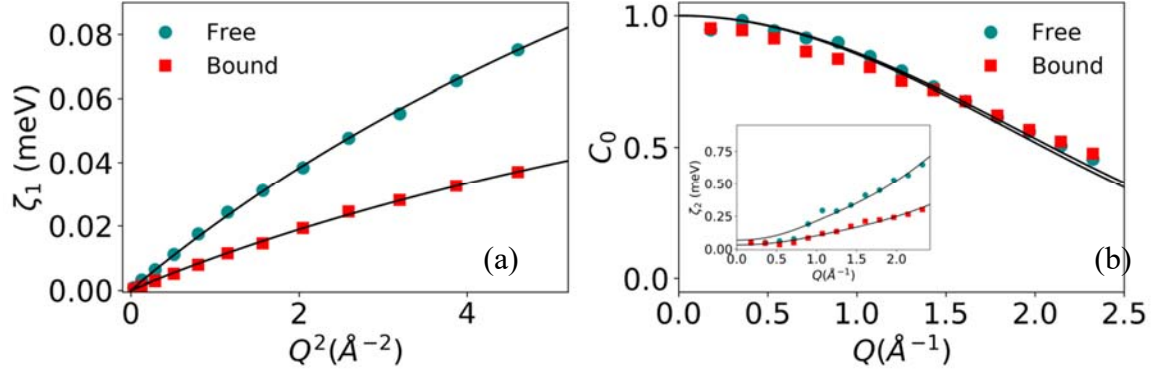 0.08
0.06
0.04
0.02
0.00
ζ₁ (meV)
Free
Bound
(a)
0 2 4
Q²(Å⁻²)
1.0
0.5
0.0
C₀
Free
Bound
0.75
0.50
0.25
0.00
ζ₂ (meV)
0.0 0.5 1.0 1.5 2.0
Q(Å⁻¹)
(b)
0.0 0.5 1.0 1.5 2.0 2.5
Q(Å⁻¹)